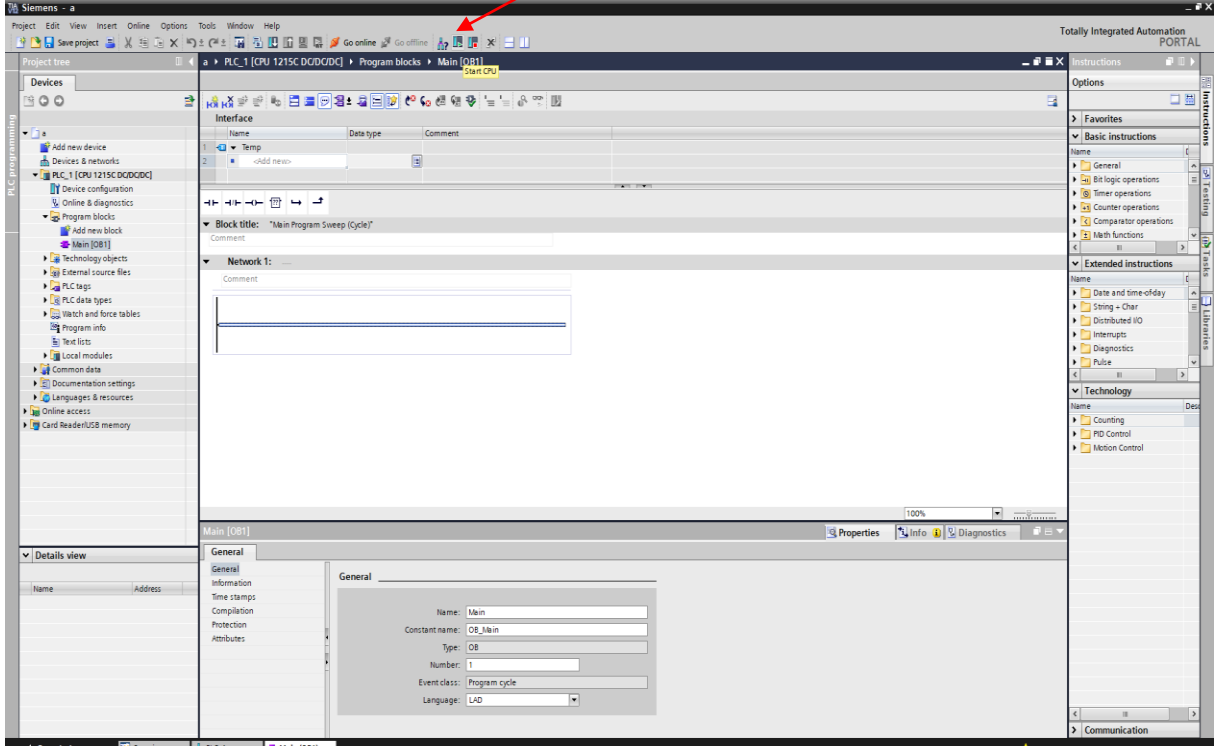 Siemens - a
Project Edit View Insert Online Options Tools Window Help
Totally Integrated Automation
PORTAL
Save project Go online Go offline
Start CPU
Project tree
a PLC_1 [CPU 1215C DC/DC/DC] Program blocks Main [OB1]
Instructions
Devices
Options
PLC programming
a
Add new device
Devices & networks
PLC_1 [CPU 1215C DC/DC/DC]
Device configuration
Online & diagnostics
Program blocks
Add new block
Main [OB1]
Technology objects
External source files
PLC tags
PLC data types
Watch and force tables
Program info
Text lists
Local modules
Common data
Documentation settings
Languages & resources
Online access
Card Reader/USB memory
Details view
Name Address
Interface
Name Data type Comment
1 Temp
2 <Add new>
Block title: "Main Program Sweep (Cycle)"
Comment
Network 1:
Comment
100%
Main [OB1]
Properties Info Diagnostics
General
General
Information
Time stamps
Compilation
Protection
Attributes
General
Name: Main
Constant name: OB_Main
Type: OB
Number: 1
Event class: Program cycle
Language: LAD
Favorites
Basic instructions
Name
General
Bit logic operations
Timer operations
Counter operations
Comparator operations
Math functions
Extended instructions
Name
Date and time-of-day
String + Char
Distributed I/O
Interrupts
Diagnostics
Pulse
Technology
Name Desc
Counting
PID Control
Motion Control
Communication
Instructions
Testing
Tasks
Libraries